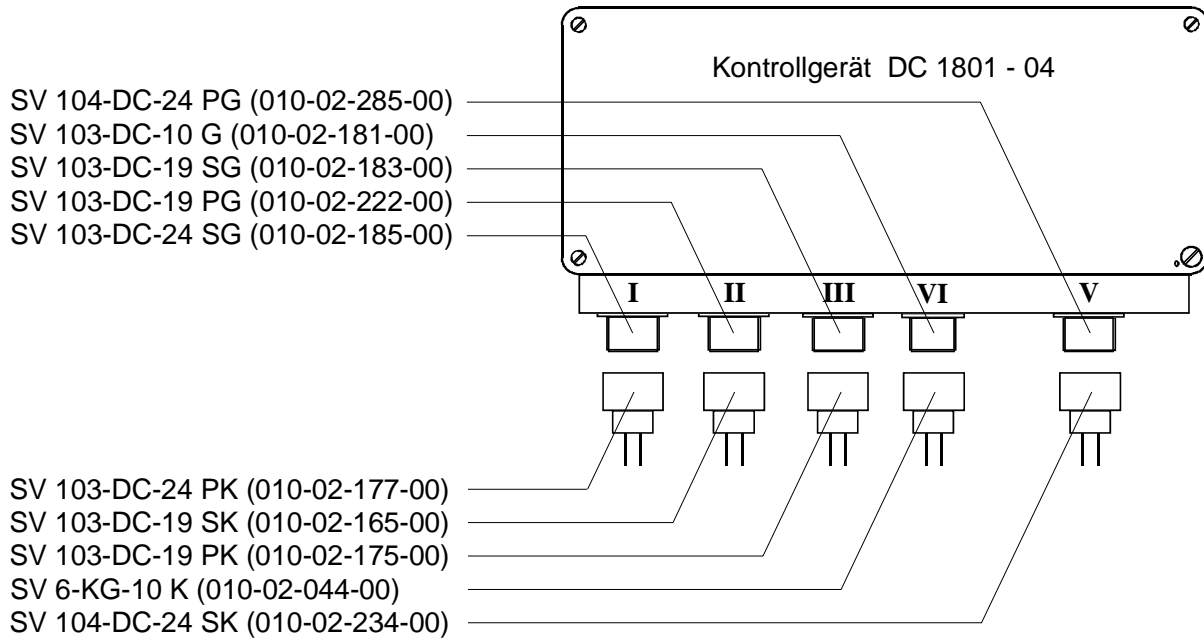 Kontrollgerät DC 1801 - 04
SV 104-DC-24 PG (010-02-285-00)
SV 103-DC-10 G (010-02-181-00)
SV 103-DC-19 SG (010-02-183-00)
SV 103-DC-19 PG (010-02-222-00)
SV 103-DC-24 SG (010-02-185-00)
I II III VI V
SV 103-DC-24 PK (010-02-177-00)
SV 103-DC-19 SK (010-02-165-00)
SV 103-DC-19 PK (010-02-175-00)
SV 6-KG-10 K (010-02-044-00)
SV 104-DC-24 SK (010-02-234-00)